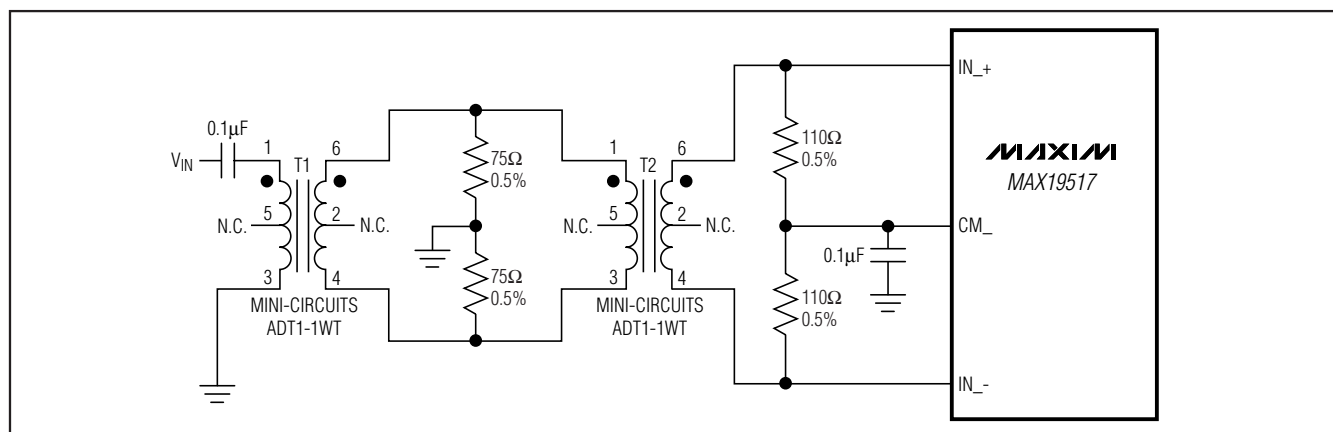 0.1μF
V_IN
1
T1
6
5
2
N.C.
N.C.
3
4
MINI-CIRCUITS
ADT1-1WT
75Ω
0.5%
75Ω
0.5%
1
T2
6
5
2
N.C.
N.C.
3
4
MINI-CIRCUITS
ADT1-1WT
110Ω
0.5%
0.1μF
110Ω
0.5%
IN_+
MAXIM
MAX19517
CM_
IN_-